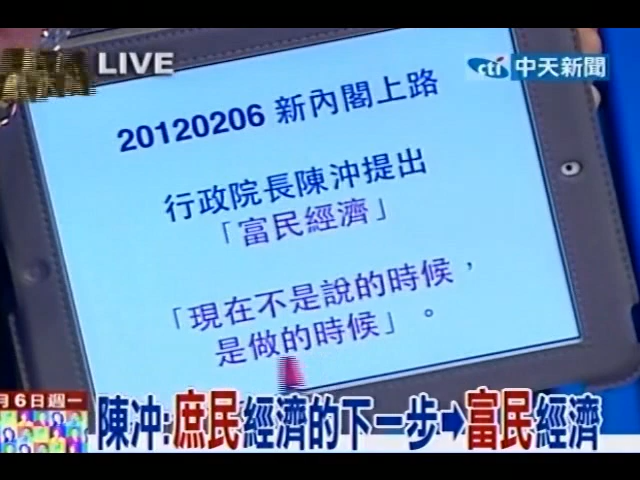 LIVE
cti 中天新聞
20120206 新內閣上路
行政院長陳沖提出
「富民經濟」
「現在不是說的時候，
是做的時候」。
月6日週一
陳冲:庶民經濟的下一步➡富民經濟